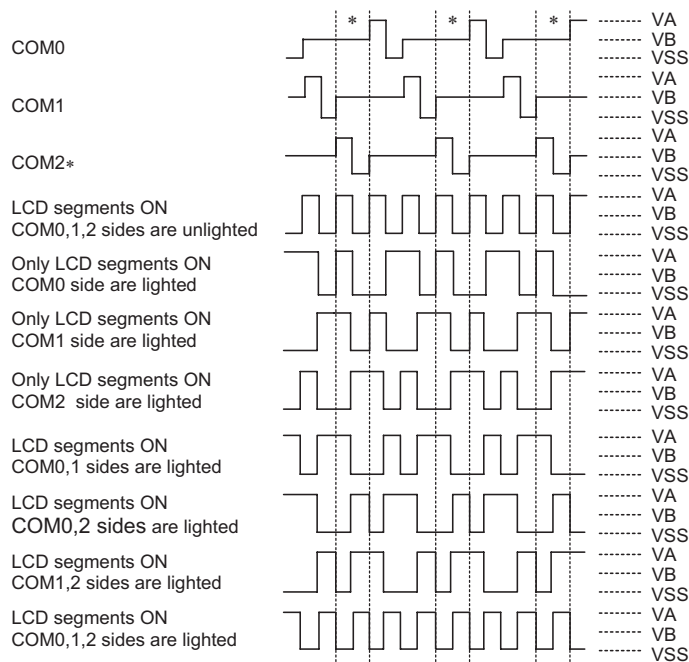 * * *
COM0
VA
VB
VSS
COM1
VA
VB
VSS
COM2*
VA
VB
VSS
LCD segments ON
COM0,1,2 sides are unlighted
VA
VB
VSS
Only LCD segments ON
COM0 side are lighted
VA
VB
VSS
Only LCD segments ON
COM1 side are lighted
VA
VB
VSS
Only LCD segments ON
COM2 side are lighted
VA
VB
VSS
LCD segments ON
COM0,1 sides are lighted
VA
VB
VSS
LCD segments ON
COM0,2 sides are lighted
VA
VB
VSS
LCD segments ON
COM1,2 sides are lighted
VA
VB
VSS
LCD segments ON
COM0,1,2 sides are lighted
VA
VB
VSS